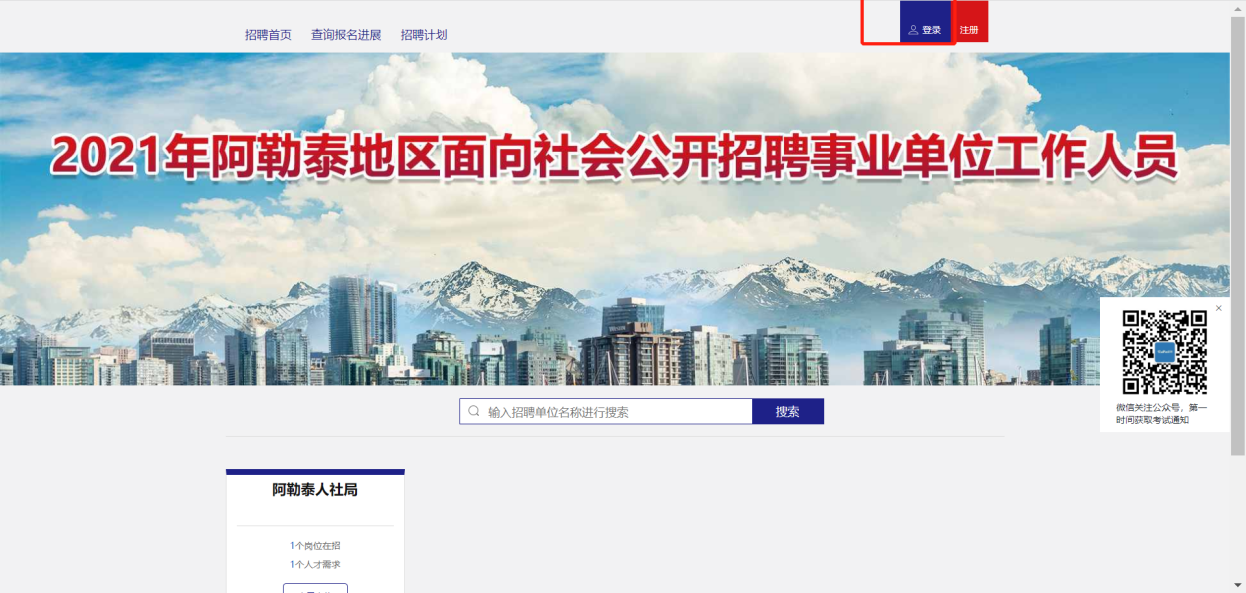 招聘首页 查询报名进展 招聘计划 登录 注册
2021年阿勒泰地区面向社会公开招聘事业单位工作人员
输入招聘单位名称进行搜索 搜索
微信关注公众号，第一
时间获取考试通知
阿勒泰人社局
1个岗位在招
1个人才需求